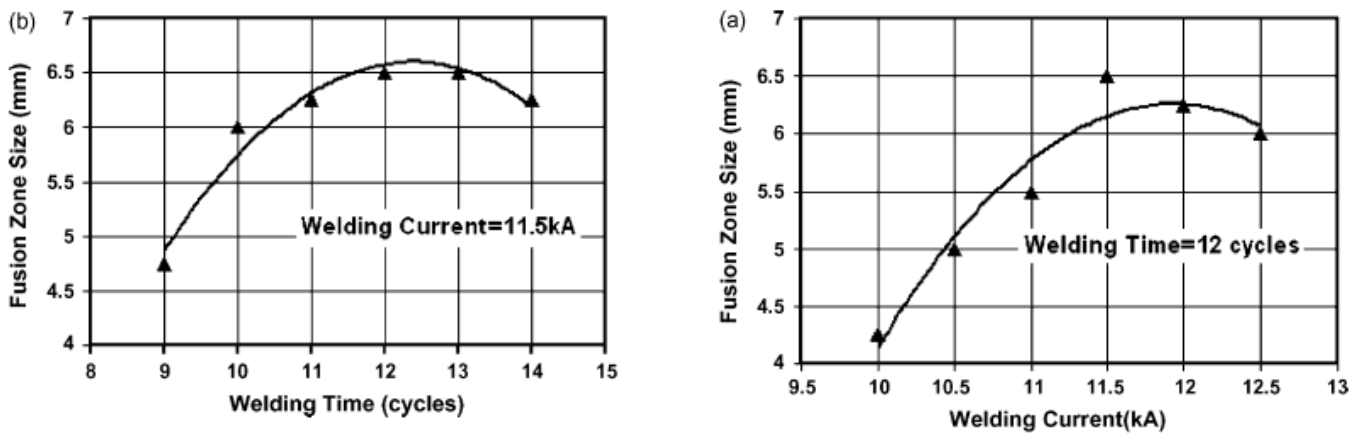 (b)
7
6.5
6
5.5
5
4.5
4
8 9 10 11 12 13 14 15
Fusion Zone Size (mm)
Welding Current=11.5kA
Welding Time (cycles)
(a)
7
6.5
6
5.5
5
4.5
4
9.5 10 10.5 11 11.5 12 12.5 13
Fusion Zone Size (mm)
Welding Time=12 cycles
Welding Current(kA)